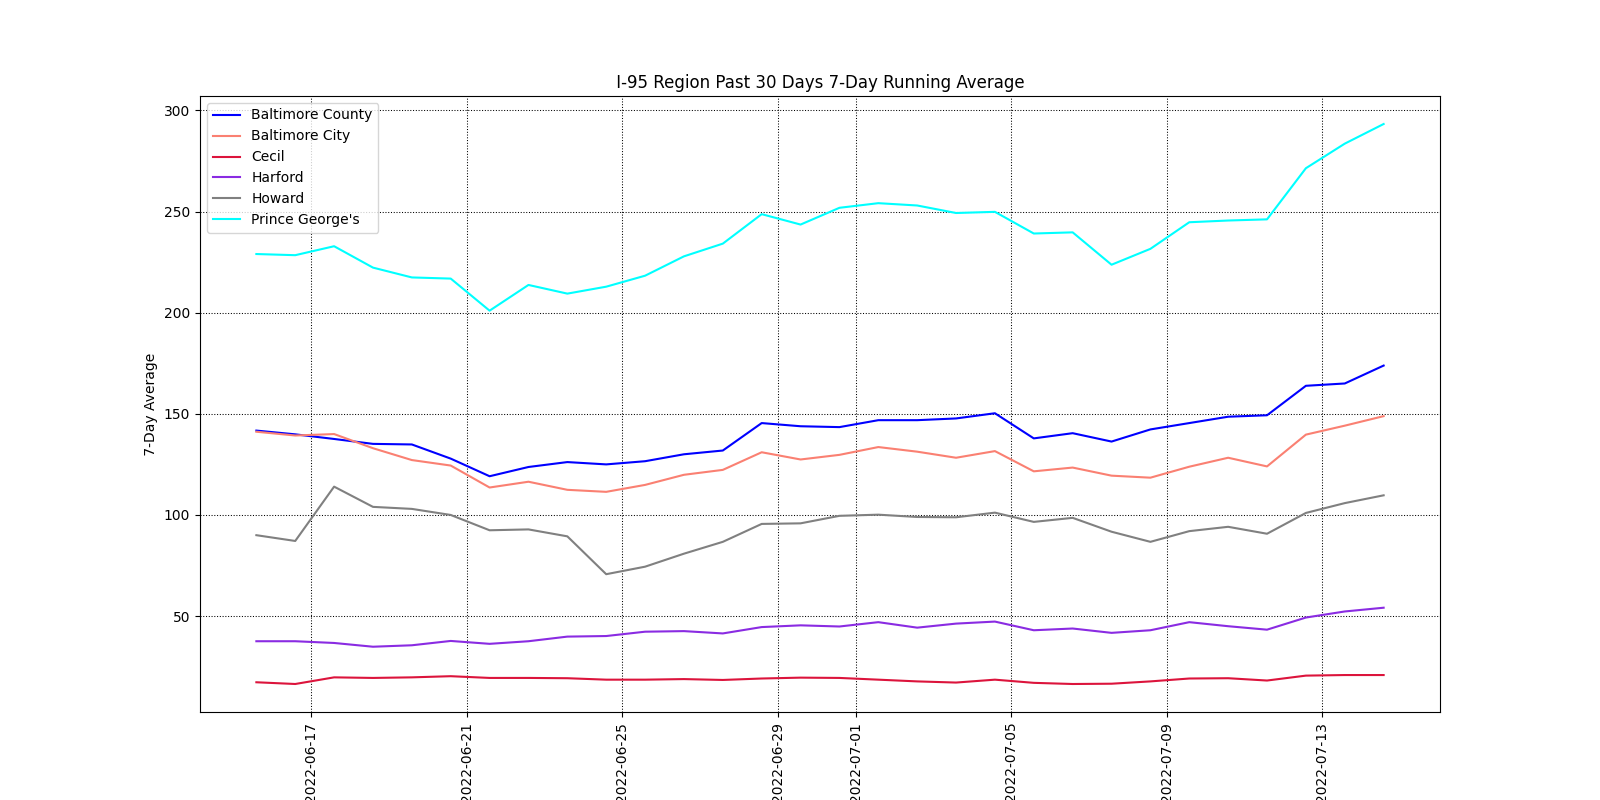 I-95 Region Past 30 Days 7-Day Running Average
300
250
200
150
100
50
7-Day Average
Baltimore County
Baltimore City
Cecil
Harford
Howard
Prince George's
2022-06-17
2022-06-21
2022-06-25
2022-06-29
2022-07-01
2022-07-05
2022-07-09
2022-07-13